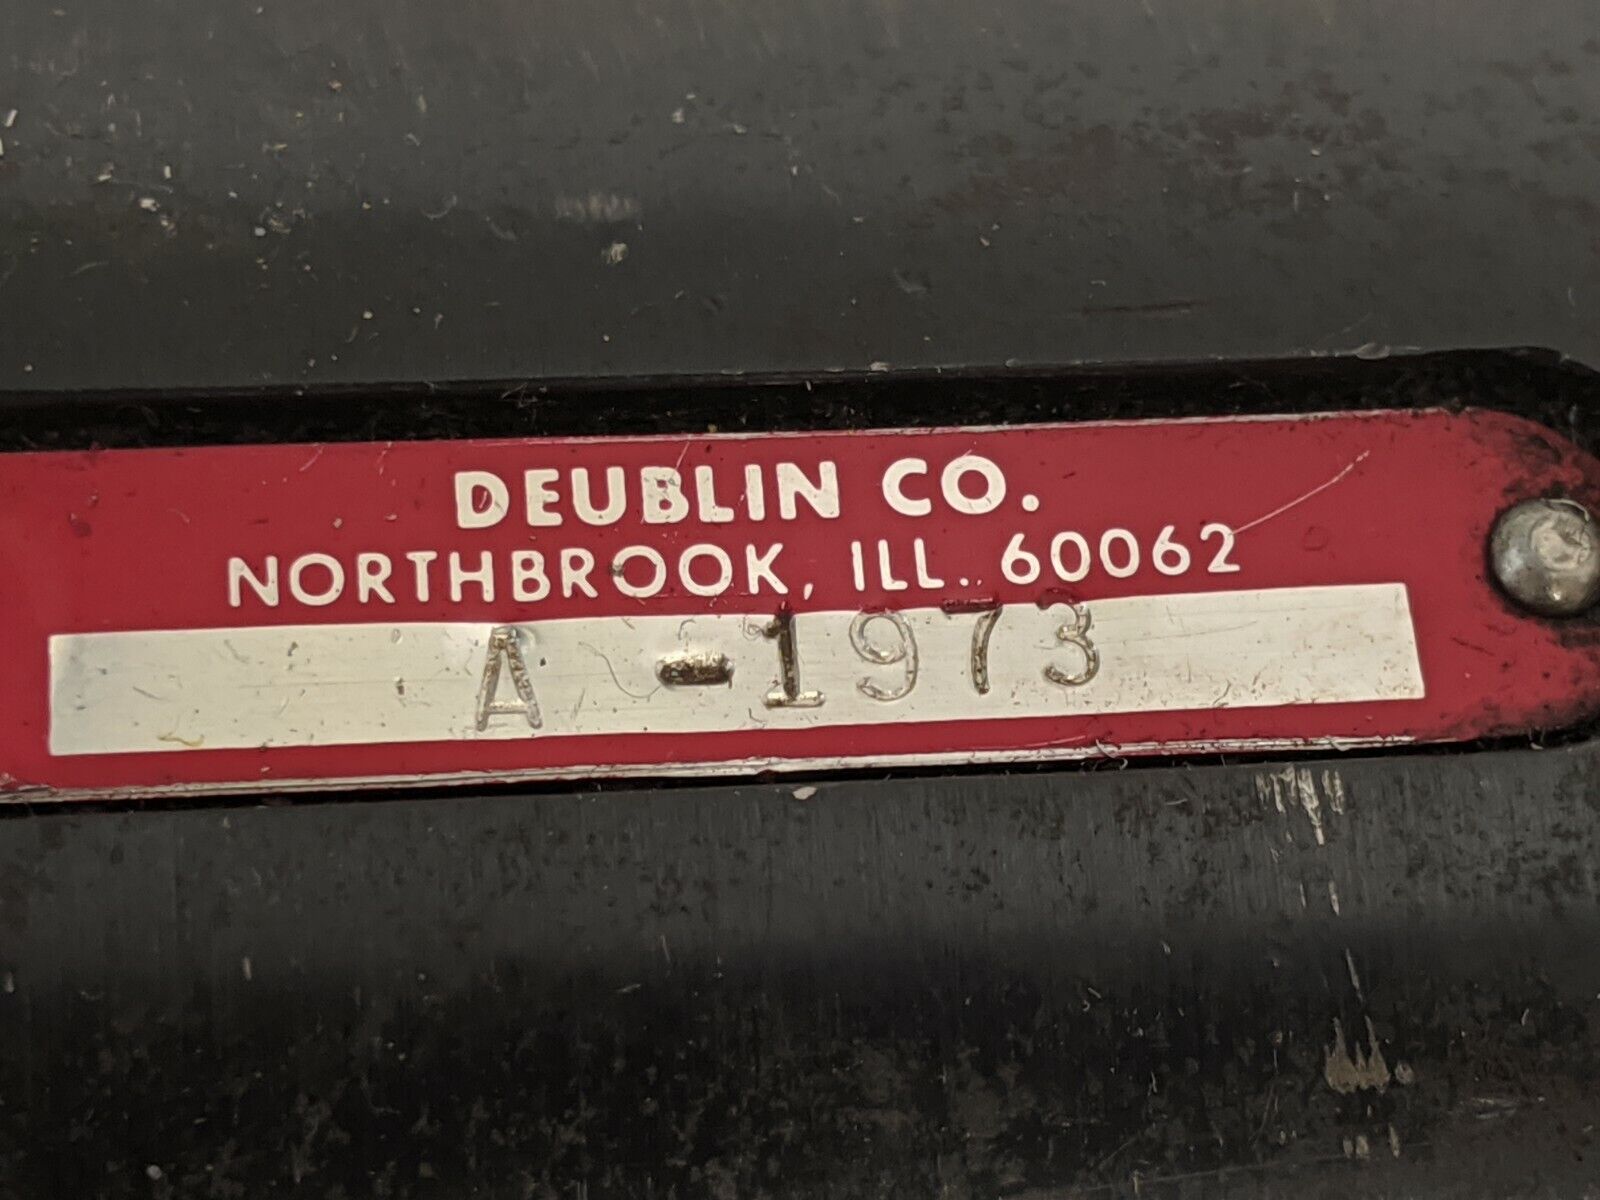 DEUBLIN CO.
NORTHBROOK, ILL. 60062
A-1973